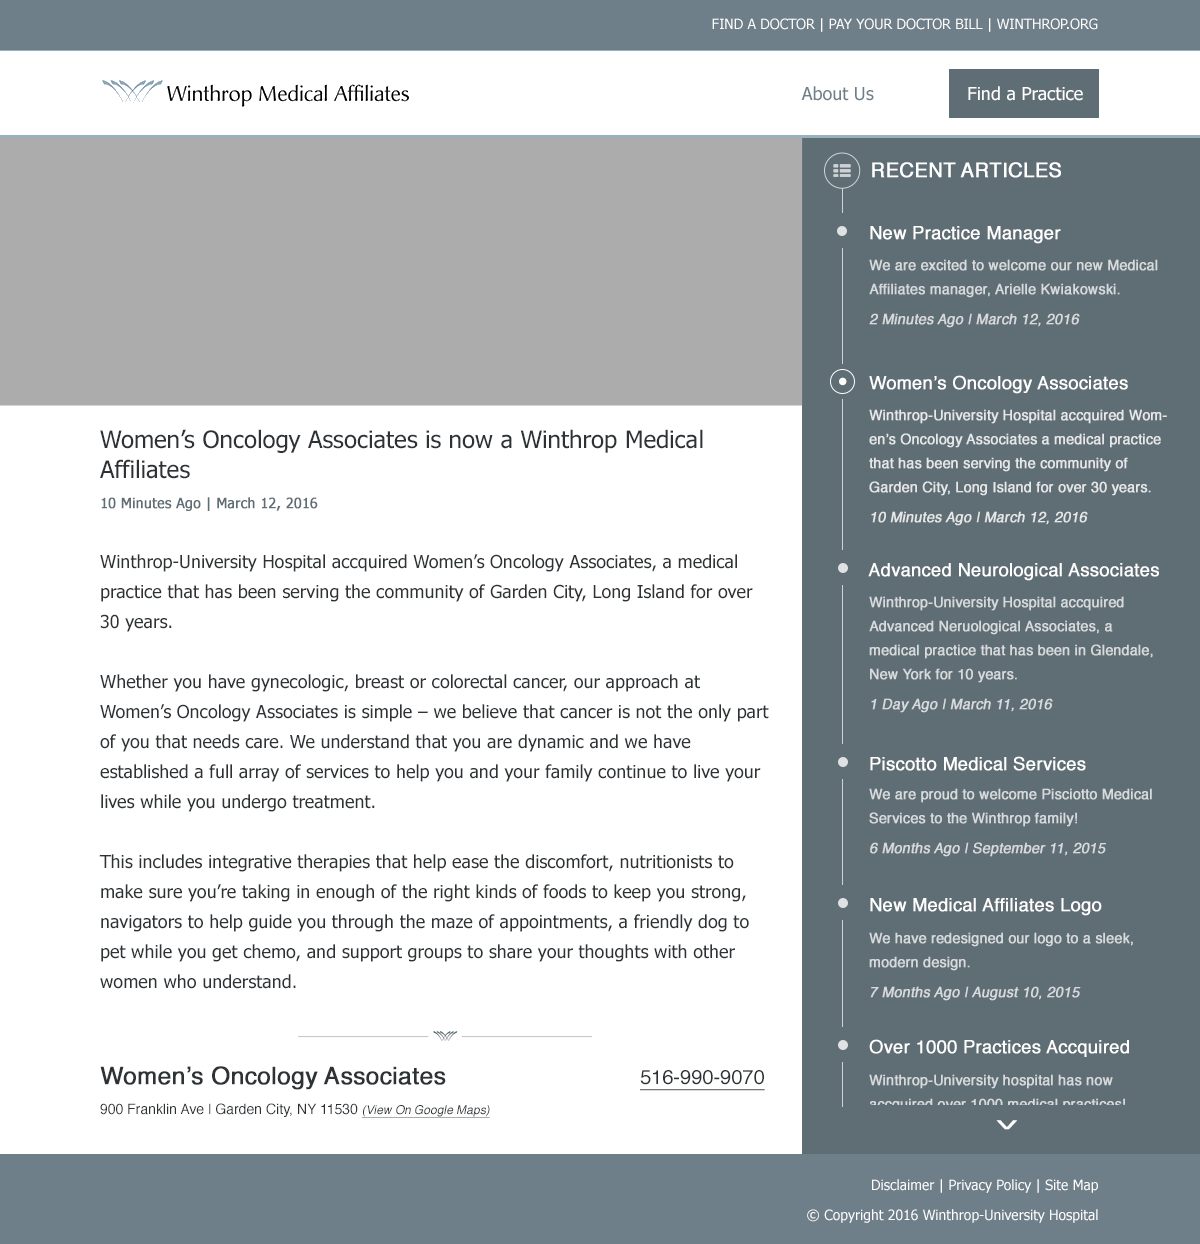 FIND A DOCTOR | PAY YOUR DOCTOR BILL | WINTHROP.ORG
Winthrop Medical Affiliates
About Us
Find a Practice
Women’s Oncology Associates is now a Winthrop Medical
Affiliates
10 Minutes Ago | March 12, 2016
Winthrop-University Hospital accquired Women’s Oncology Associates, a medical
practice that has been serving the community of Garden City, Long Island for over
30 years.
Whether you have gynecologic, breast or colorectal cancer, our approach at
Women’s Oncology Associates is simple – we believe that cancer is not the only part
of you that needs care. We understand that you are dynamic and we have
established a full array of services to help you and your family continue to live your
lives while you undergo treatment.
This includes integrative therapies that help ease the discomfort, nutritionists to
make sure you’re taking in enough of the right kinds of foods to keep you strong,
navigators to help guide you through the maze of appointments, a friendly dog to
pet while you get chemo, and support groups to share your thoughts with other
women who understand.
Women’s Oncology Associates
516-990-9070
900 Franklin Ave | Garden City, NY 11530 (View On Google Maps)
RECENT ARTICLES
New Practice Manager
We are excited to welcome our new Medical
Affiliates manager, Arielle Kwiakowski.
2 Minutes Ago | March 12, 2016
Women’s Oncology Associates
Winthrop-University Hospital accquired Wom-
en’s Oncology Associates a medical practice
that has been serving the community of
Garden City, Long Island for over 30 years.
10 Minutes Ago | March 12, 2016
Advanced Neurological Associates
Winthrop-University Hospital accquired
Advanced Neruological Associates, a
medical practice that has been in Glendale,
New York for 10 years.
1 Day Ago | March 11, 2016
Piscotto Medical Services
We are proud to welcome Pisciotto Medical
Services to the Winthrop family!
6 Months Ago | September 11, 2015
New Medical Affiliates Logo
We have redesigned our logo to a sleek,
modern design.
7 Months Ago | August 10, 2015
Over 1000 Practices Accquired
Winthrop-University hospital has now
accquired over 1000 medical practices!
Disclaimer | Privacy Policy | Site Map
© Copyright 2016 Winthrop-University Hospital